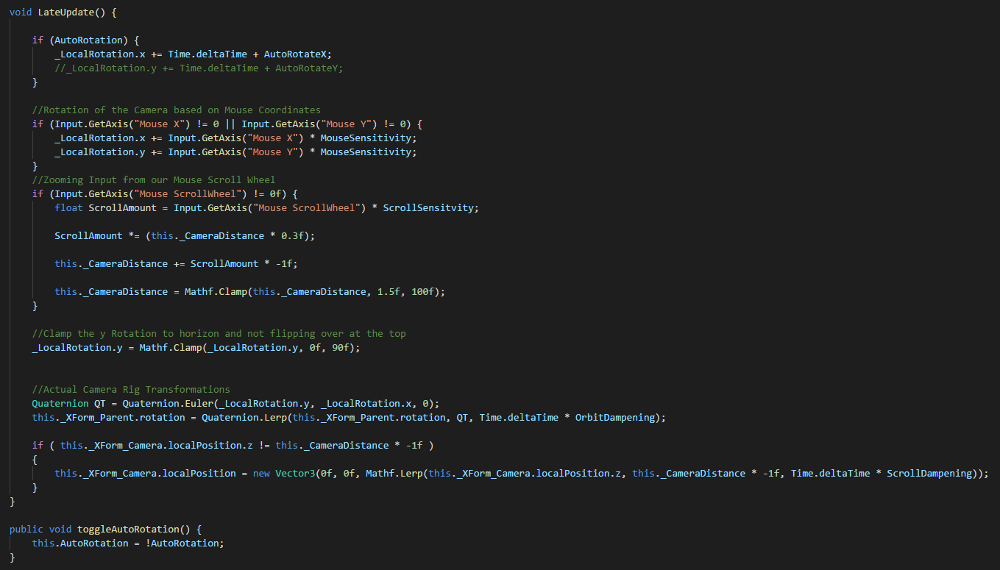 void LateUpdate() {
if (AutoRotation) {
_LocalRotation.x += Time.deltaTime + AutoRotateX;
//_LocalRotation.y += Time.deltaTime + AutoRotateY;
}
//Rotation of the Camera based on Mouse Coordinates
if (Input.GetAxis("Mouse X") != 0 || Input.GetAxis("Mouse Y") != 0) {
_LocalRotation.x += Input.GetAxis("Mouse X") * MouseSensitivity;
_LocalRotation.y += Input.GetAxis("Mouse Y") * MouseSensitivity;
}
//Zooming Input from our Mouse Scroll Wheel
if (Input.GetAxis("Mouse ScrollWheel") != 0f) {
float ScrollAmount = Input.GetAxis("Mouse ScrollWheel") * ScrollSensitvity;
ScrollAmount *= (this._CameraDistance * 0.3f);
this._CameraDistance += ScrollAmount * -1f;
this._CameraDistance = Mathf.Clamp(this._CameraDistance, 1.5f, 100f);
}
//Clamp the y Rotation to horizon and not flipping over at the top
_LocalRotation.y = Mathf.Clamp(_LocalRotation.y, 0f, 90f);
//Actual Camera Rig Transformations
Quaternion QT = Quaternion.Euler(_LocalRotation.y, _LocalRotation.x, 0);
this._XForm_Parent.rotation = Quaternion.Lerp(this._XForm_Parent.rotation, QT, Time.deltaTime * OrbitDampening);
if ( this._XForm_Camera.localPosition.z != this._CameraDistance * -1f )
{
this._XForm_Camera.localPosition = new Vector3(0f, 0f, Mathf.Lerp(this._XForm_Camera.localPosition.z, this._CameraDistance * -1f, Time.deltaTime * ScrollDampening));
}
}
public void toggleAutoRotation() {
this.AutoRotation = !AutoRotation;
}